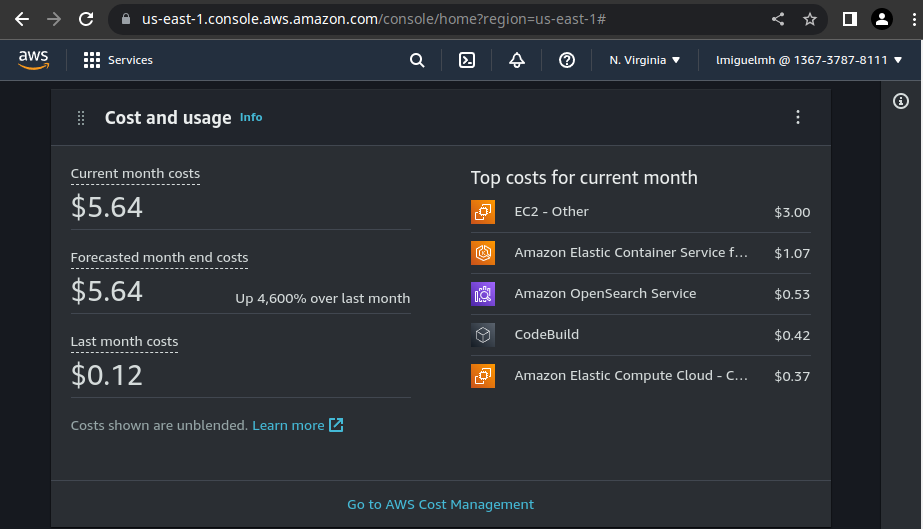 us-east-1.console.aws.amazon.com/console/home?region=us-east-1#
aws
Services
N. Virginia ▼
lmiguelmh @ 1367-3787-8111 ▼
Cost and usage Info
Current month costs
$5.64
Forecasted month end costs
$5.64
Up 4,600% over last month
Last month costs
$0.12
Costs shown are unblended. Learn more
Top costs for current month
EC2 - Other $3.00
Amazon Elastic Container Service f... $1.07
Amazon OpenSearch Service $0.53
CodeBuild $0.42
Amazon Elastic Compute Cloud - C... $0.37
Go to AWS Cost Management